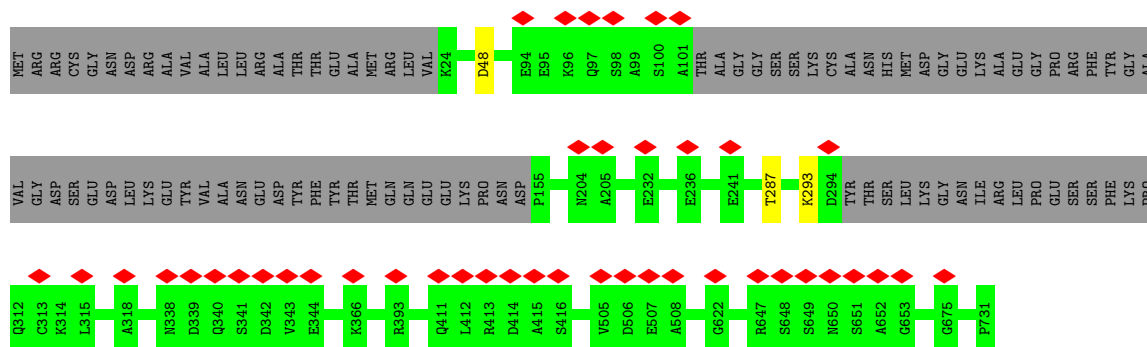 MET ARG ARG CYS GLY ASN ASP ARG ALA VAL ALA LEU LEU ARG ALA THR THR GLU ALA MET ARG LEU VAL K24 D48 E94 E95 K96 Q97 S98 A99 S100 A101 THR ALA GLY GLY SER SER LYS CYS ALA ASN HIS MET ASP GLY GLU LYS ALA GLU GLY PRO ARG PHE TYR GLY ALA
VAL GLY ASP SER GLU ASP LEU LYS GLU TYR VAL ALA ASN GLU ASP TYR PHE TYR THR MET GLN GLN GLU GLU LYS PRO ASN ASP P155 N204 A205 E232 E236 E241 T287 K293 D294 TYR THR SER LEU LYS GLY ASN ILE ARG LEU PRO GLU SER SER PHE LYS PRO
Q312 C313 K314 L315 A318 N338 D339 Q340 S341 D342 V343 E344 K366 R393 Q411 L412 R413 D414 A415 S416 V505 D506 E507 A508 G622 R647 S648 S649 N650 S651 A652 G653 G675 P731